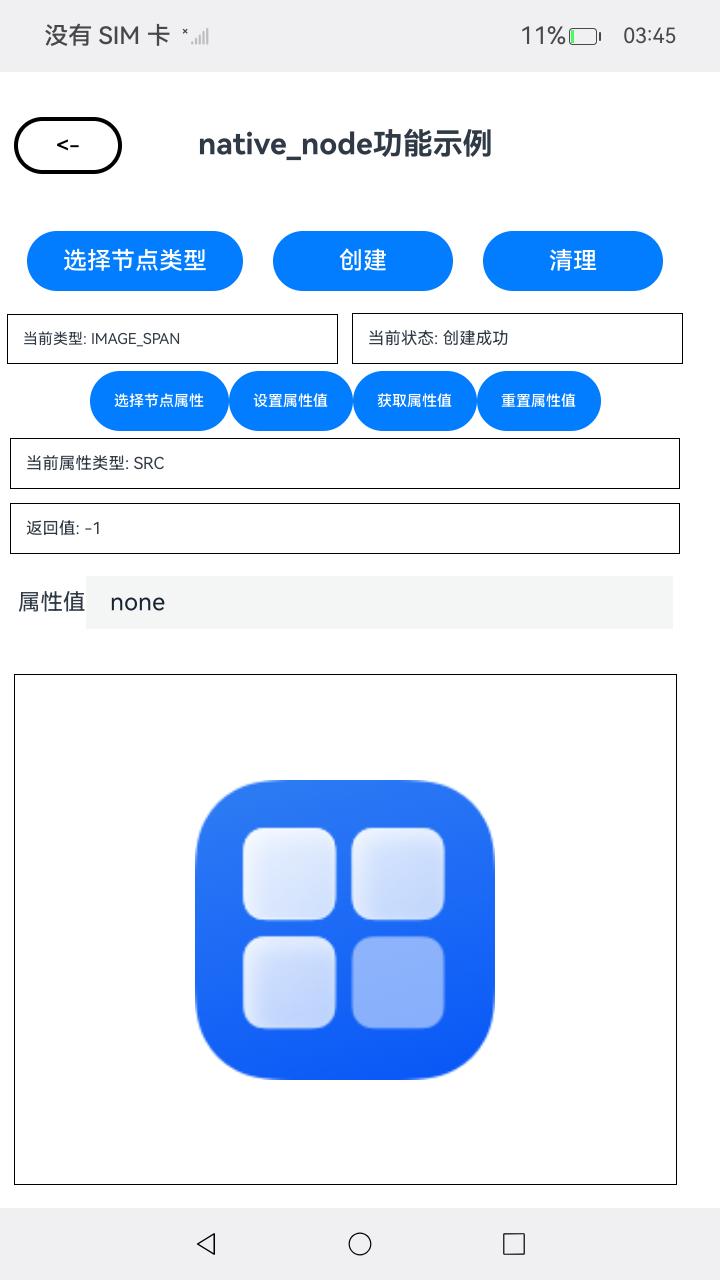 没有 SIM 卡 11% 03:45
<- native_node功能示例
选择节点类型 创建 清理
当前类型: IMAGE_SPAN 当前状态: 创建成功
选择节点属性 设置属性值 获取属性值 重置属性值
当前属性类型: SRC
返回值: -1
属性值 none